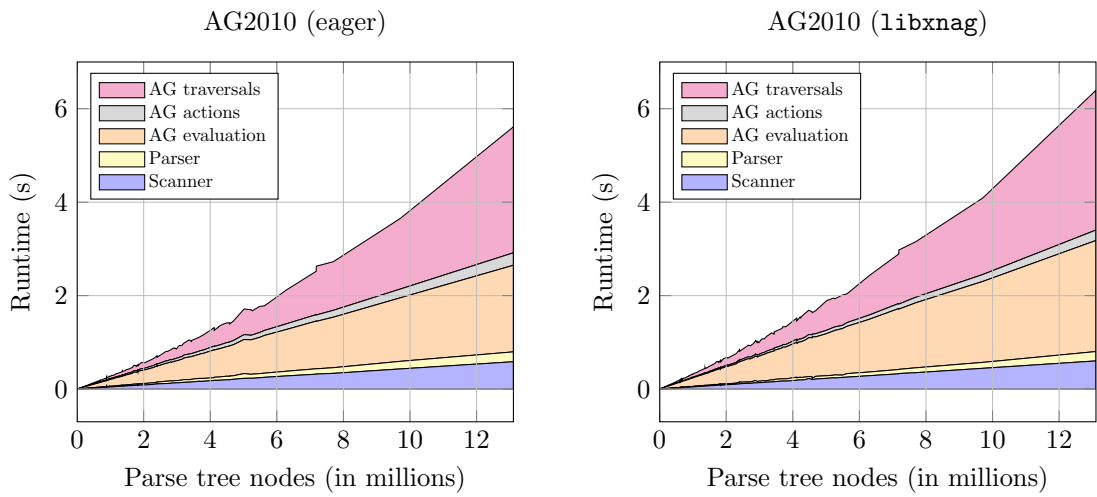 AG2010 (eager)
AG traversals
AG actions
AG evaluation
Parser
Scanner
6
4
2
0
0 2 4 6 8 10 12
Runtime (s)
Parse tree nodes (in millions)
AG2010 (libxnag)
AG traversals
AG actions
AG evaluation
Parser
Scanner
6
4
2
0
0 2 4 6 8 10 12
Runtime (s)
Parse tree nodes (in millions)